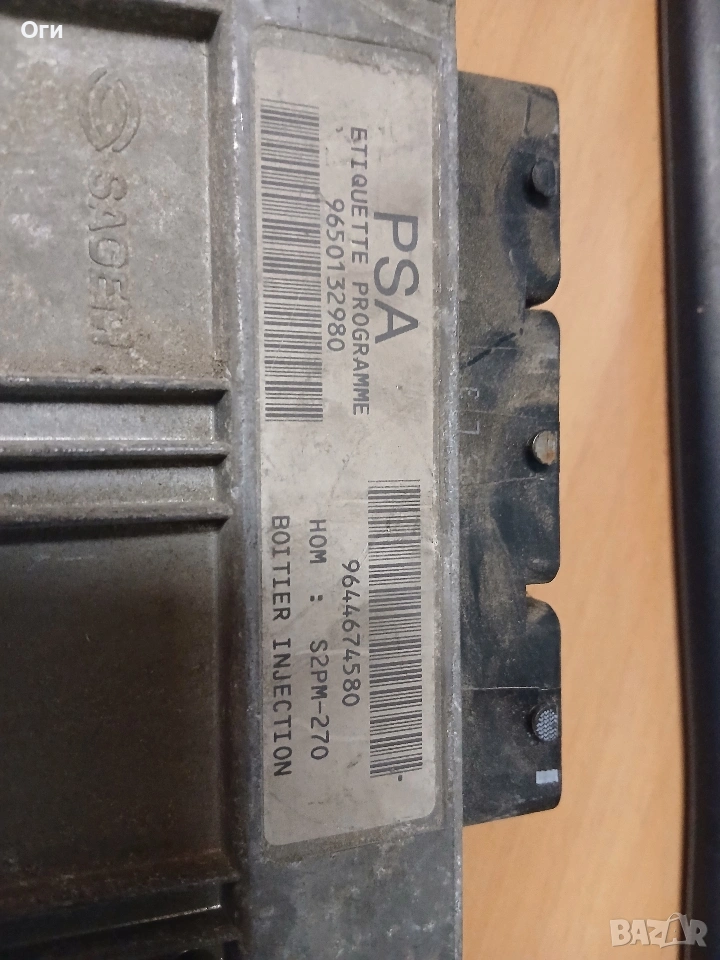 Оги
SAGEM
PSA
ETIQUETTE PROGRAMME
9650132980
9644674580
HOM : S2PM-270
BOITIER INJECTION
BAZAR